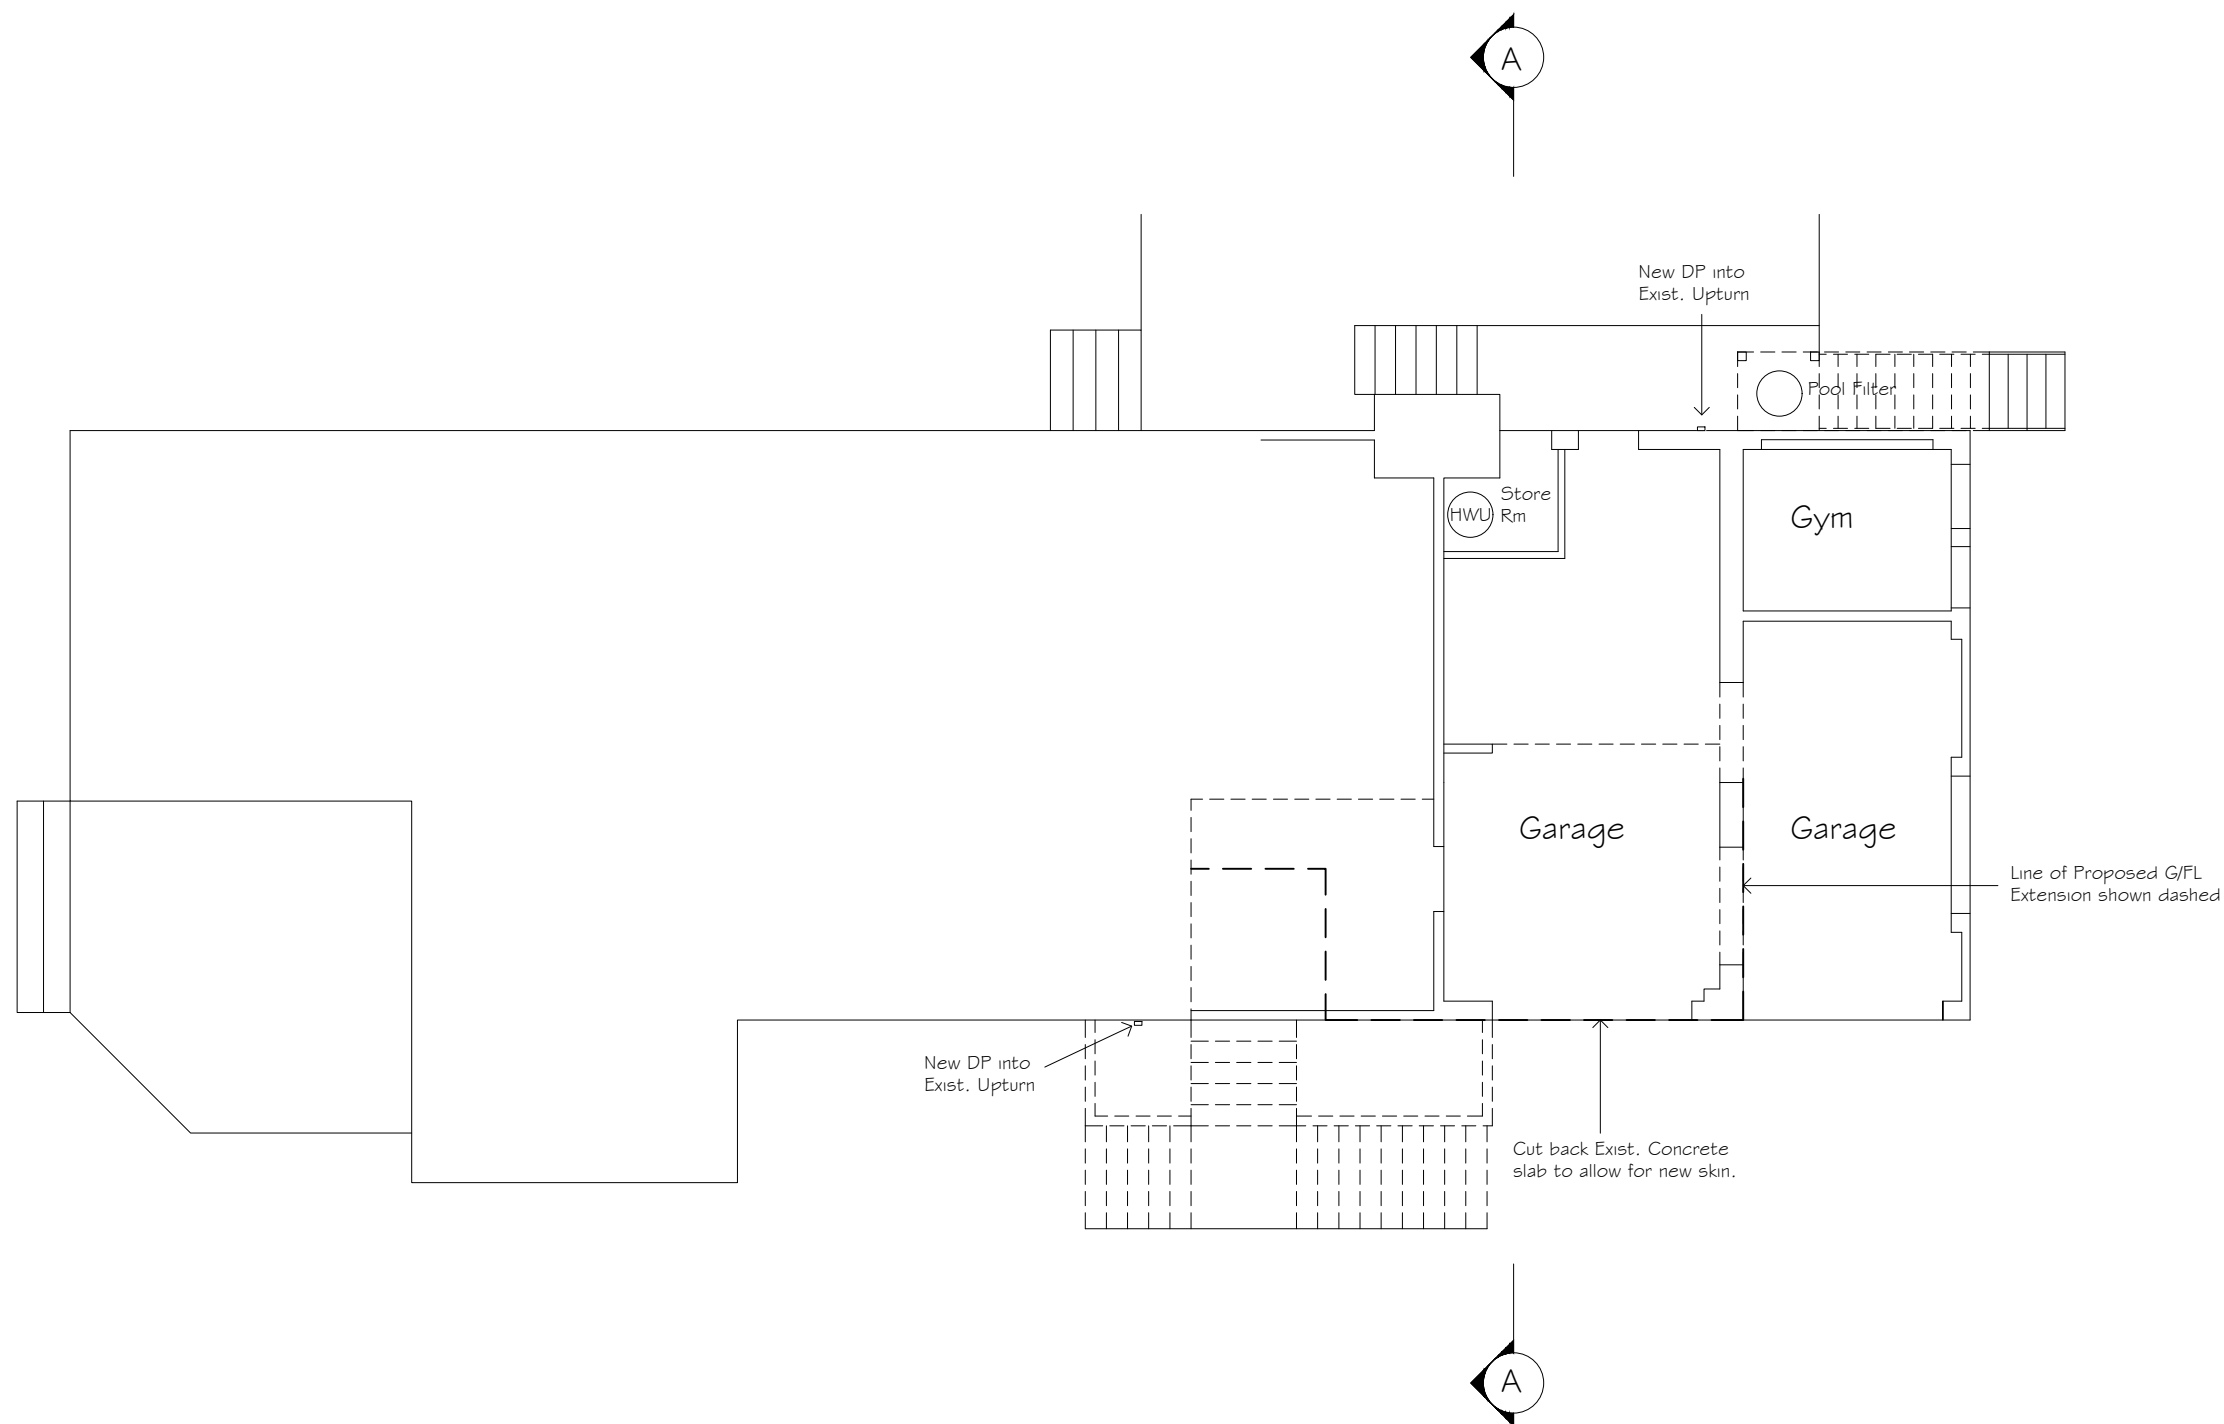 A
New DP into
Exist. Upturn
Pool Filter
Store
Rm
HWU
Gym
Garage
Garage
Line of Proposed G/FL
Extension shown dashed
New DP into
Exist. Upturn
Cut back Exist. Concrete
slab to allow for new skin.
A